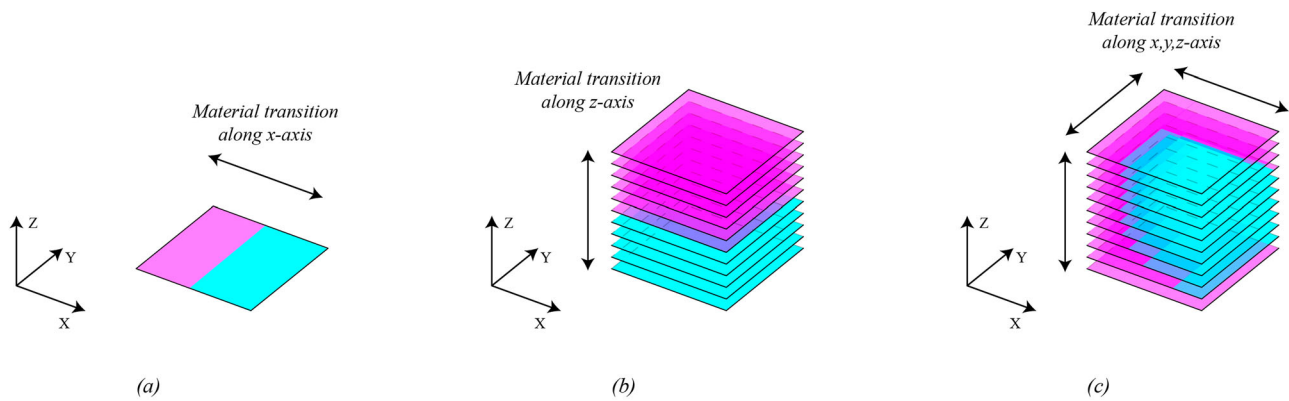 Material transition
along x-axis
Z
Y
X
(a)
Material transition
along z-axis
Z
Y
X
(b)
Material transition
along x,y,z-axis
Z
Y
X
(c)